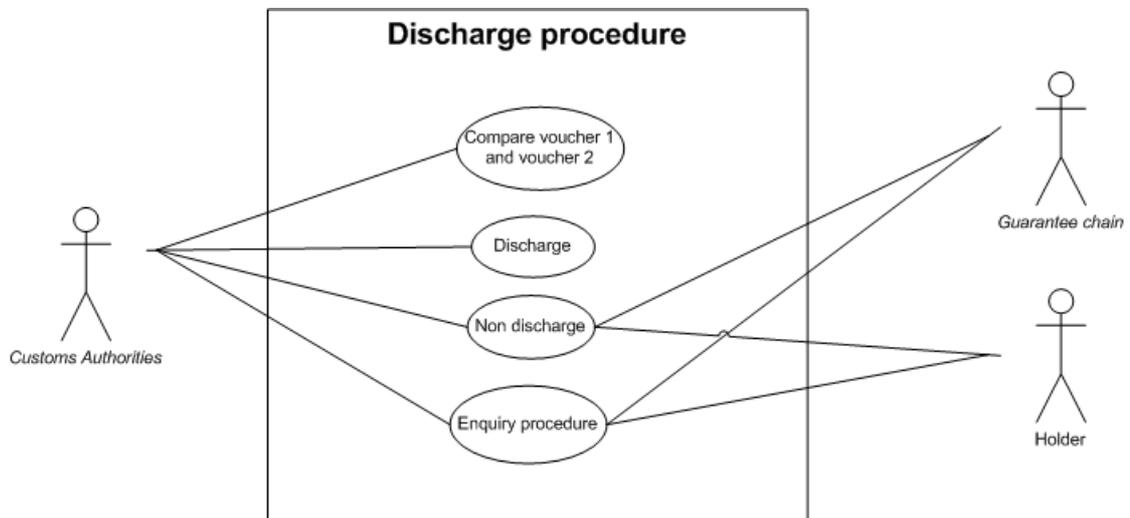 Discharge procedure
Compare voucher 1
and voucher 2
Discharge
Non discharge
Enquiry procedure
Customs Authorities
Guarantee chain
Holder